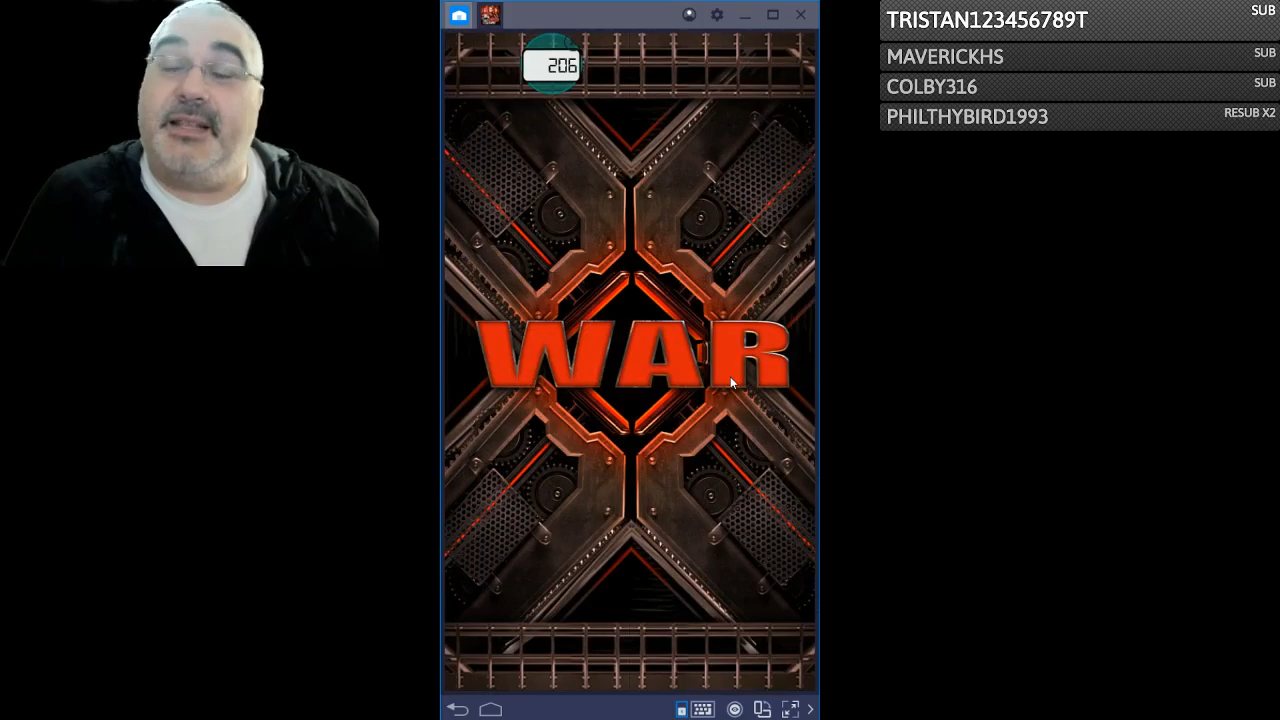 206
WAR
TRISTAN123456789T SUB
MAVERICKHS SUB
COLBY316 SUB
PHILTHYBIRD1993 RESUB X2